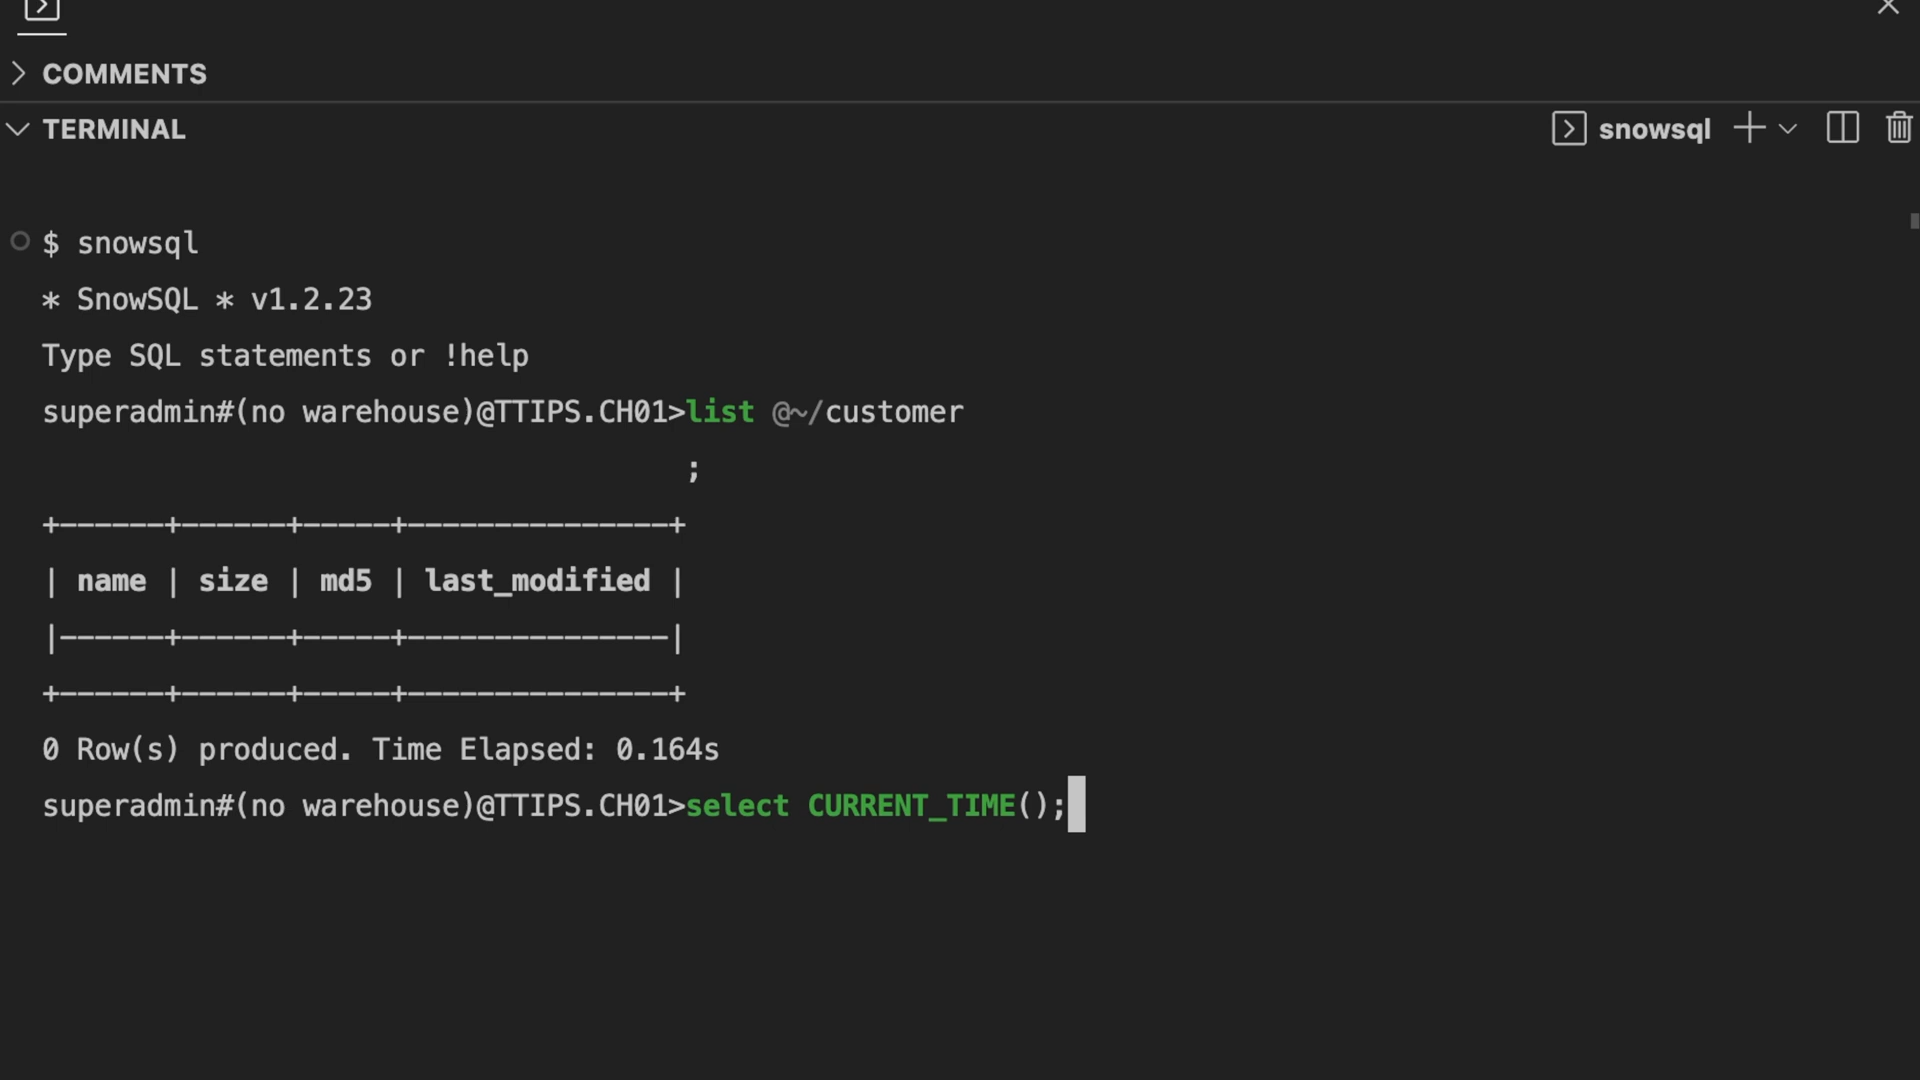 COMMENTS
TERMINAL
snowsql
$ snowsql
* SnowSQL * v1.2.23
Type SQL statements or !help
superadmin#(no warehouse)@TTIPS.CH01>list @~/customer
;
+------+------+-----+---------------+
| name | size | md5 | last_modified |
|------+------+-----+---------------|
+------+------+-----+---------------+
0 Row(s) produced. Time Elapsed: 0.164s
superadmin#(no warehouse)@TTIPS.CH01>select CURRENT_TIME();